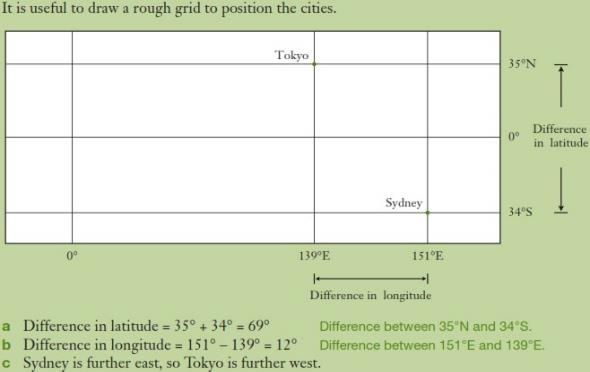 It is useful to draw a rough grid to position the cities.
Tokyo
35°N
0° Difference
in latitude
Sydney
34°S
0° 139°E 151°E
Difference in longitude
a Difference in latitude = 35° + 34° = 69° Difference between 35°N and 34°S.
b Difference in longitude = 151° – 139° = 12° Difference between 151°E and 139°E.
c Sydney is further east, so Tokyo is further west.